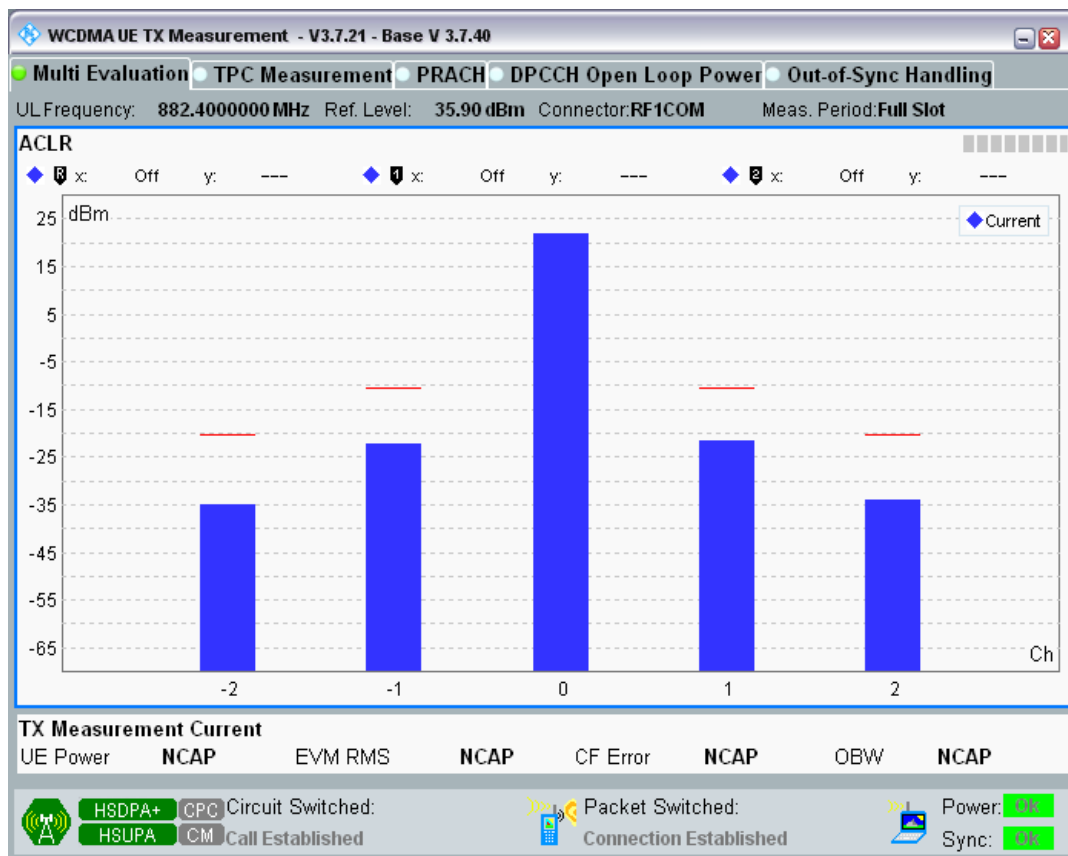 WCDMA UE TX Measurement - V3.7.21 - Base V 3.7.40
Multi Evaluation TPC Measurement PRACH DPCCH Open Loop Power Out-of-Sync Handling
UL Frequency: 882.4000000 MHz Ref. Level: 35.90 dBm Connector:RF1COM Meas. Period:Full Slot
ACLR
R x: Off y: --- 1 x: Off y: --- 2 x: Off y: ---
dBm
Current
25
15
5
-5
-15
-25
-35
-45
-55
-65
Ch
-2 -1 0 1 2
TX Measurement Current
UE Power NCAP EVM RMS NCAP CF Error NCAP OBW NCAP
HSDPA+ CPC Circuit Switched: Packet Switched: Power: OK
HSUPA CM Call Established Connection Established Sync: OK